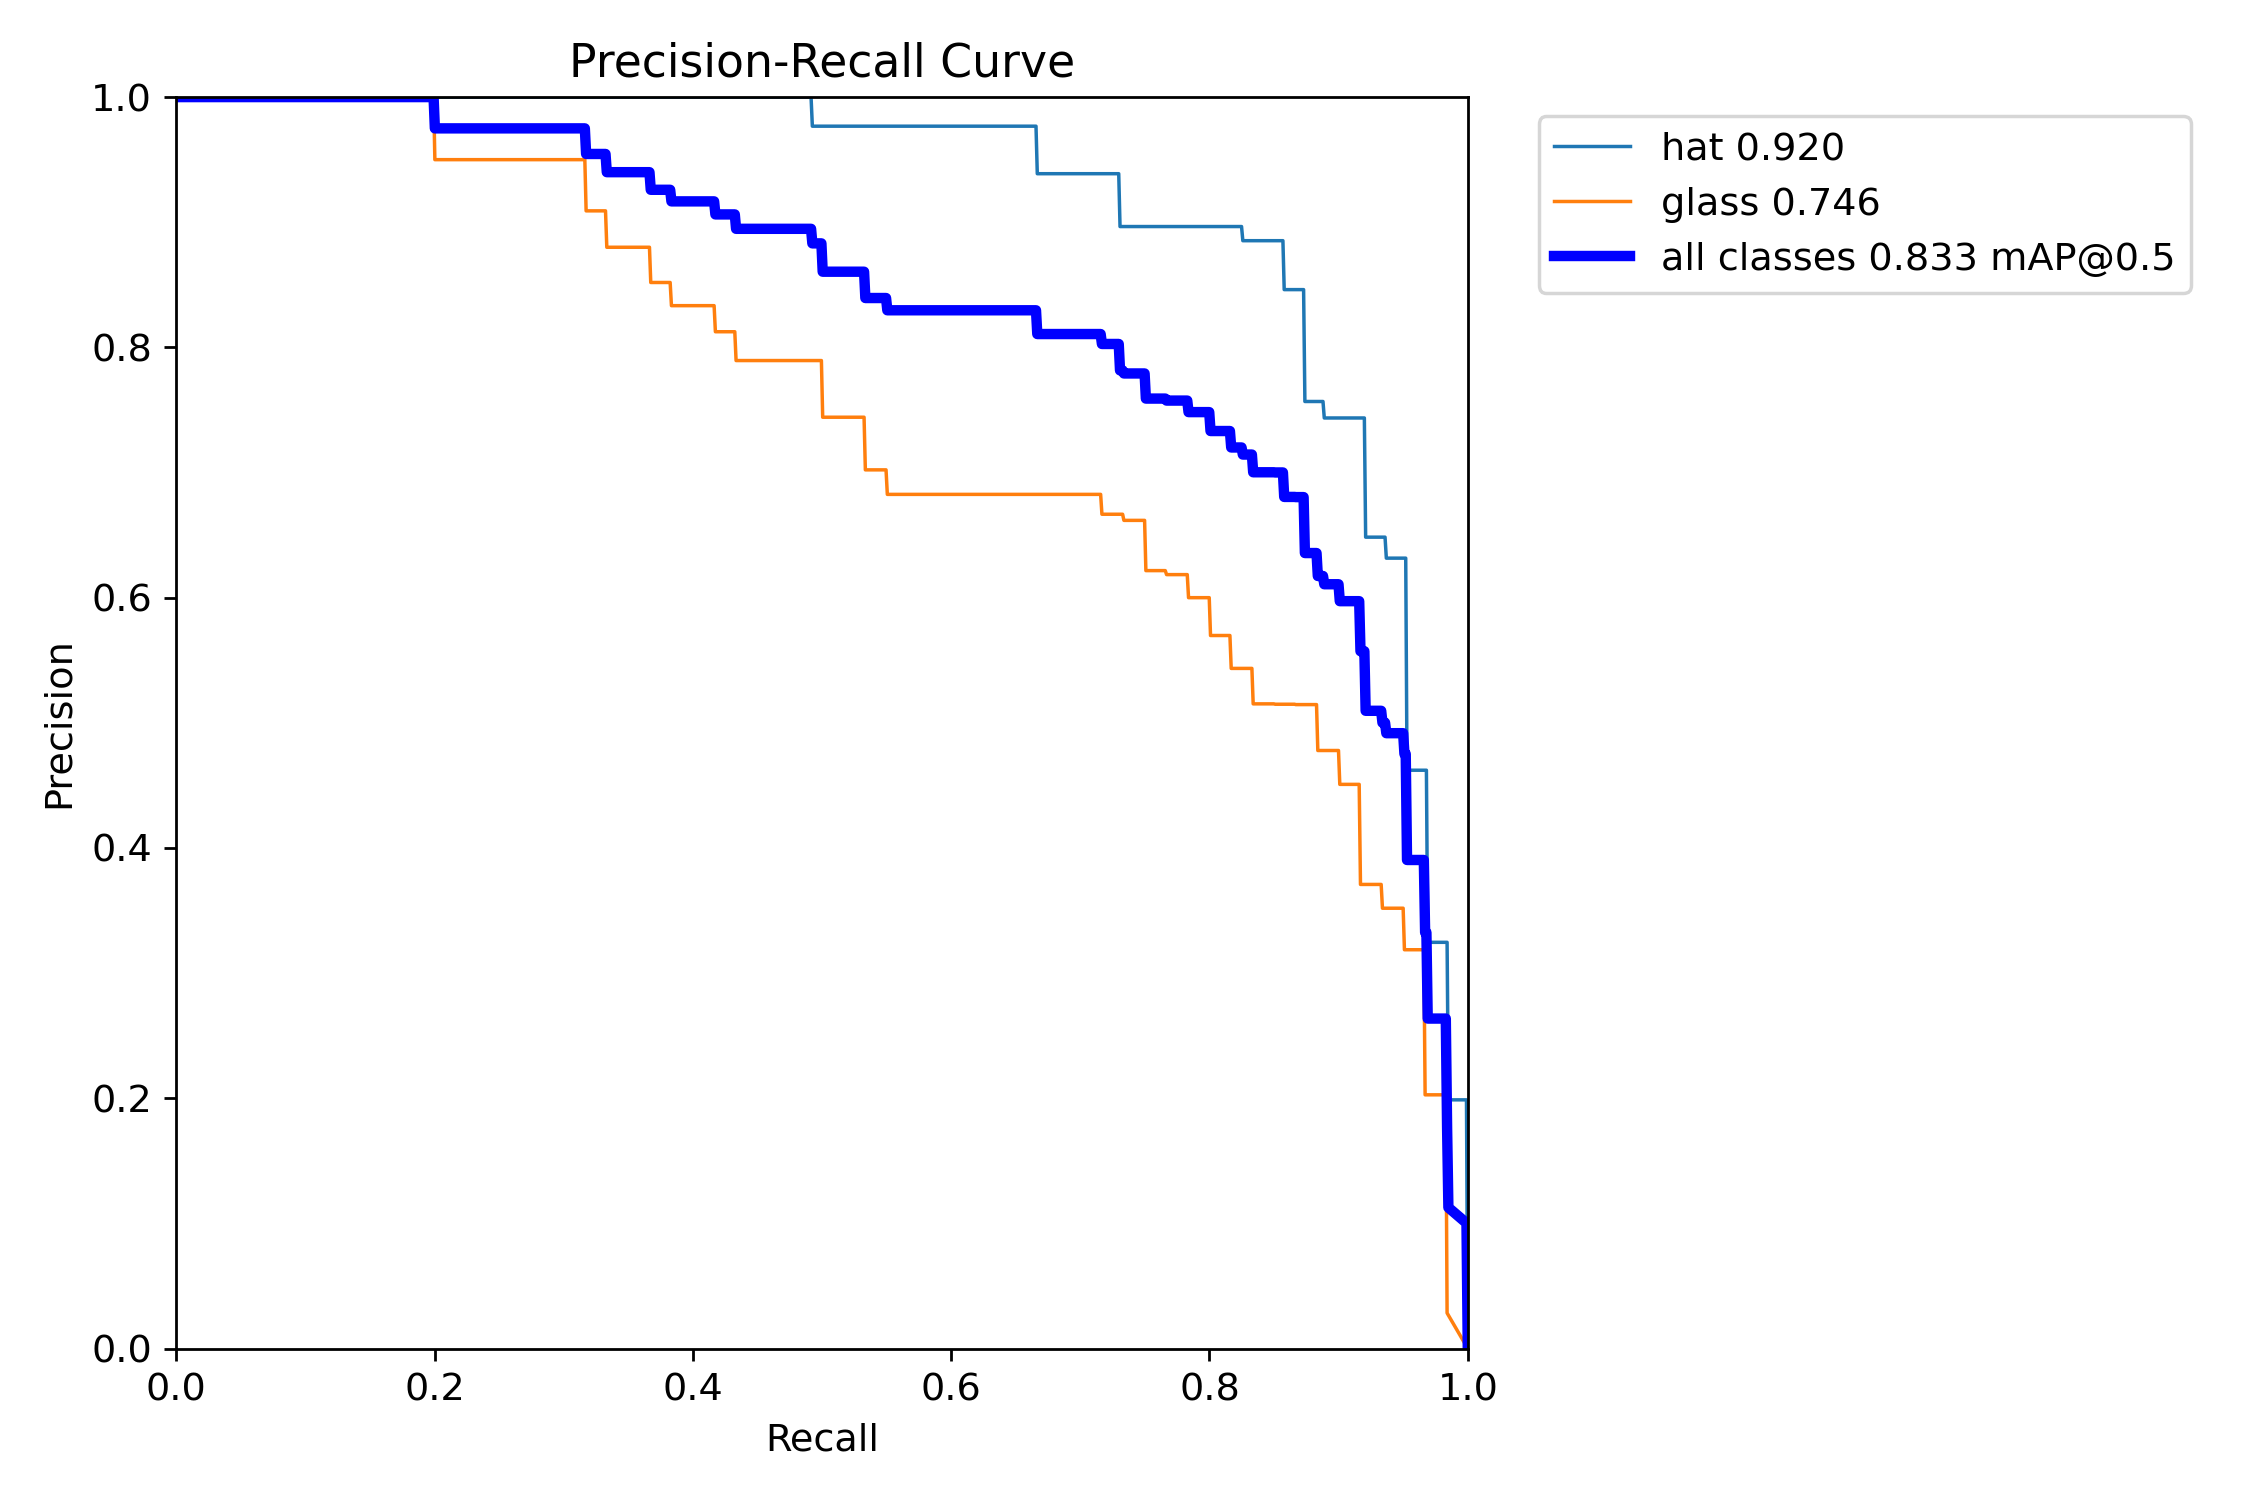 Precision-Recall Curve
hat 0.920
glass 0.746
all classes 0.833 mAP@0.5
Precision
1.0
0.8
0.6
0.4
0.2
0.0
0.0 0.2 0.4 0.6 0.8 1.0
Recall